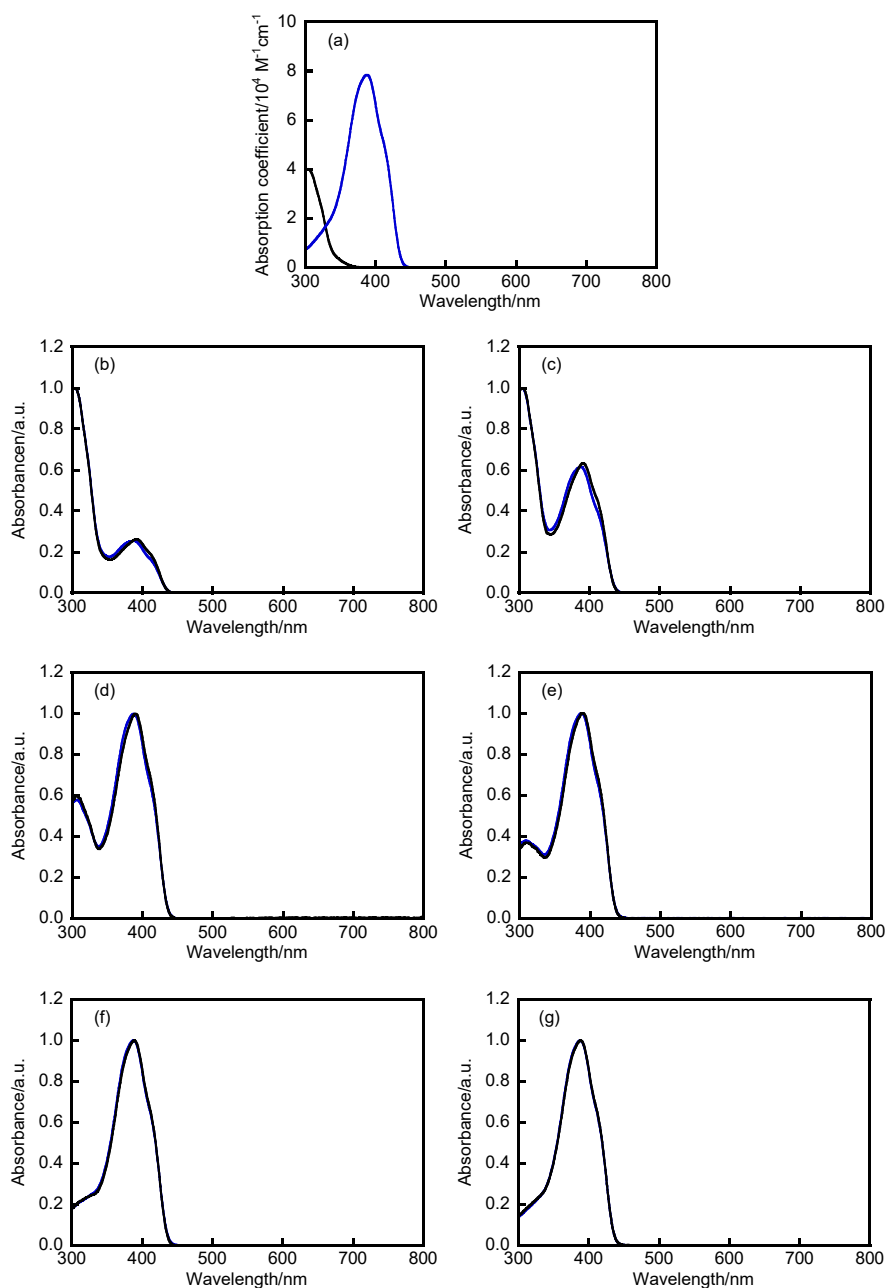 (a)
Absorption coefficient/10⁴ M⁻¹cm⁻¹
10
8
6
4
2
0
300 400 500 600 700 800
Wavelength/nm
(b)
Absorbancen/a.u.
1.2
1.0
0.8
0.6
0.4
0.2
0.0
300 400 500 600 700 800
Wavelength/nm
(c)
Absorbance/a.u.
1.2
1.0
0.8
0.6
0.4
0.2
0.0
300 400 500 600 700 800
Wavelength/nm
(d)
Absorbance/a.u.
1.2
1.0
0.8
0.6
0.4
0.2
0.0
300 400 500 600 700 800
Wavelength/nm
(e)
Absorbance/a.u.
1.2
1.0
0.8
0.6
0.4
0.2
0.0
300 400 500 600 700 800
Wavelength/nm
(f)
Absorbance/a.u.
1.2
1.0
0.8
0.6
0.4
0.2
0.0
300 400 500 600 700 800
Wavelength/nm
(g)
Absorbance/a.u.
1.2
1.0
0.8
0.6
0.4
0.2
0.0
300 400 500 600 700 800
Wavelength/nm